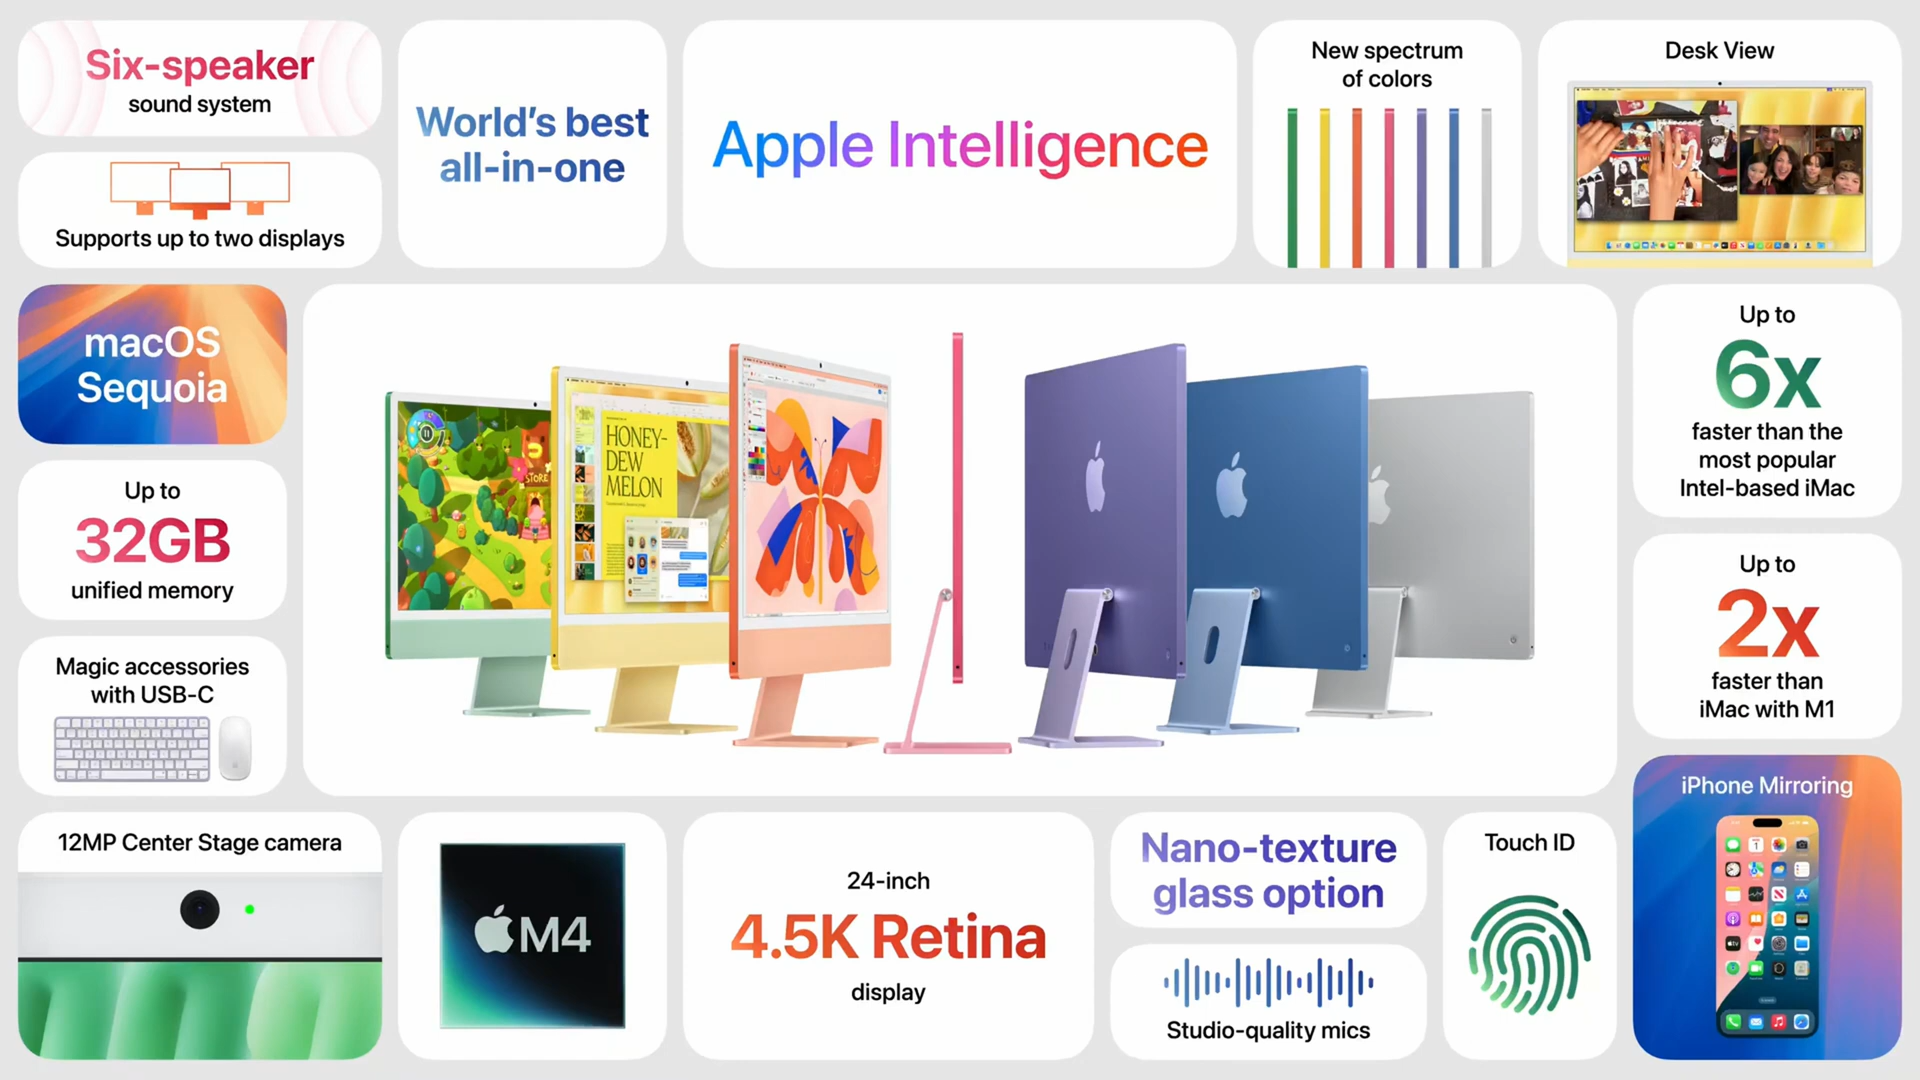 Six-speaker
sound system
Supports up to two displays
World's best
all-in-one
Apple Intelligence
New spectrum
of colors
Desk View
macOS
Sequoia
Up to
32GB
unified memory
Magic accessories
with USB-C
STORE
HONEY-
DEW
MELON
Up to
6x
faster than the
most popular
Intel-based iMac
Up to
2x
faster than
iMac with M1
iPhone Mirroring
12MP Center Stage camera
M4
24-inch
4.5K Retina
display
Nano-texture
glass option
Studio-quality mics
Touch ID